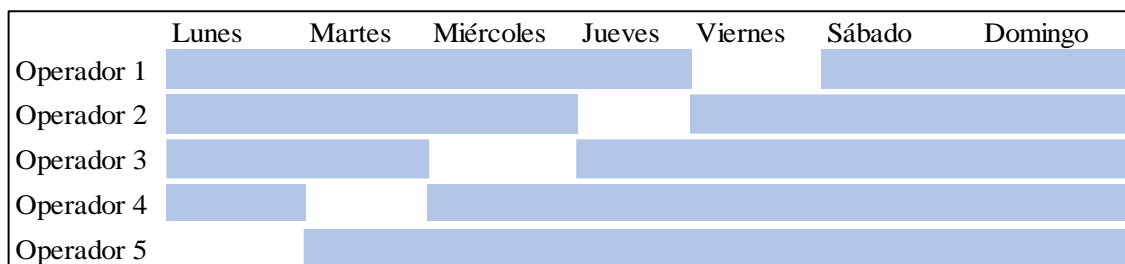 Lunes Martes Miércoles Jueves Viernes Sábado Domingo
Operador 1
Operador 2
Operador 3
Operador 4
Operador 5